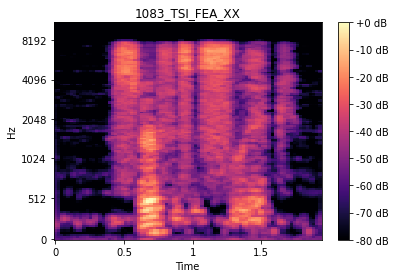 1083_TSI_FEA_XX
+0 dB
8192
-10 dB
4096
-20 dB
-30 dB
2048
-40 dB
Hz
1024
-50 dB
-60 dB
512
-70 dB
0
-80 dB
0 0.5 1 1.5
Time